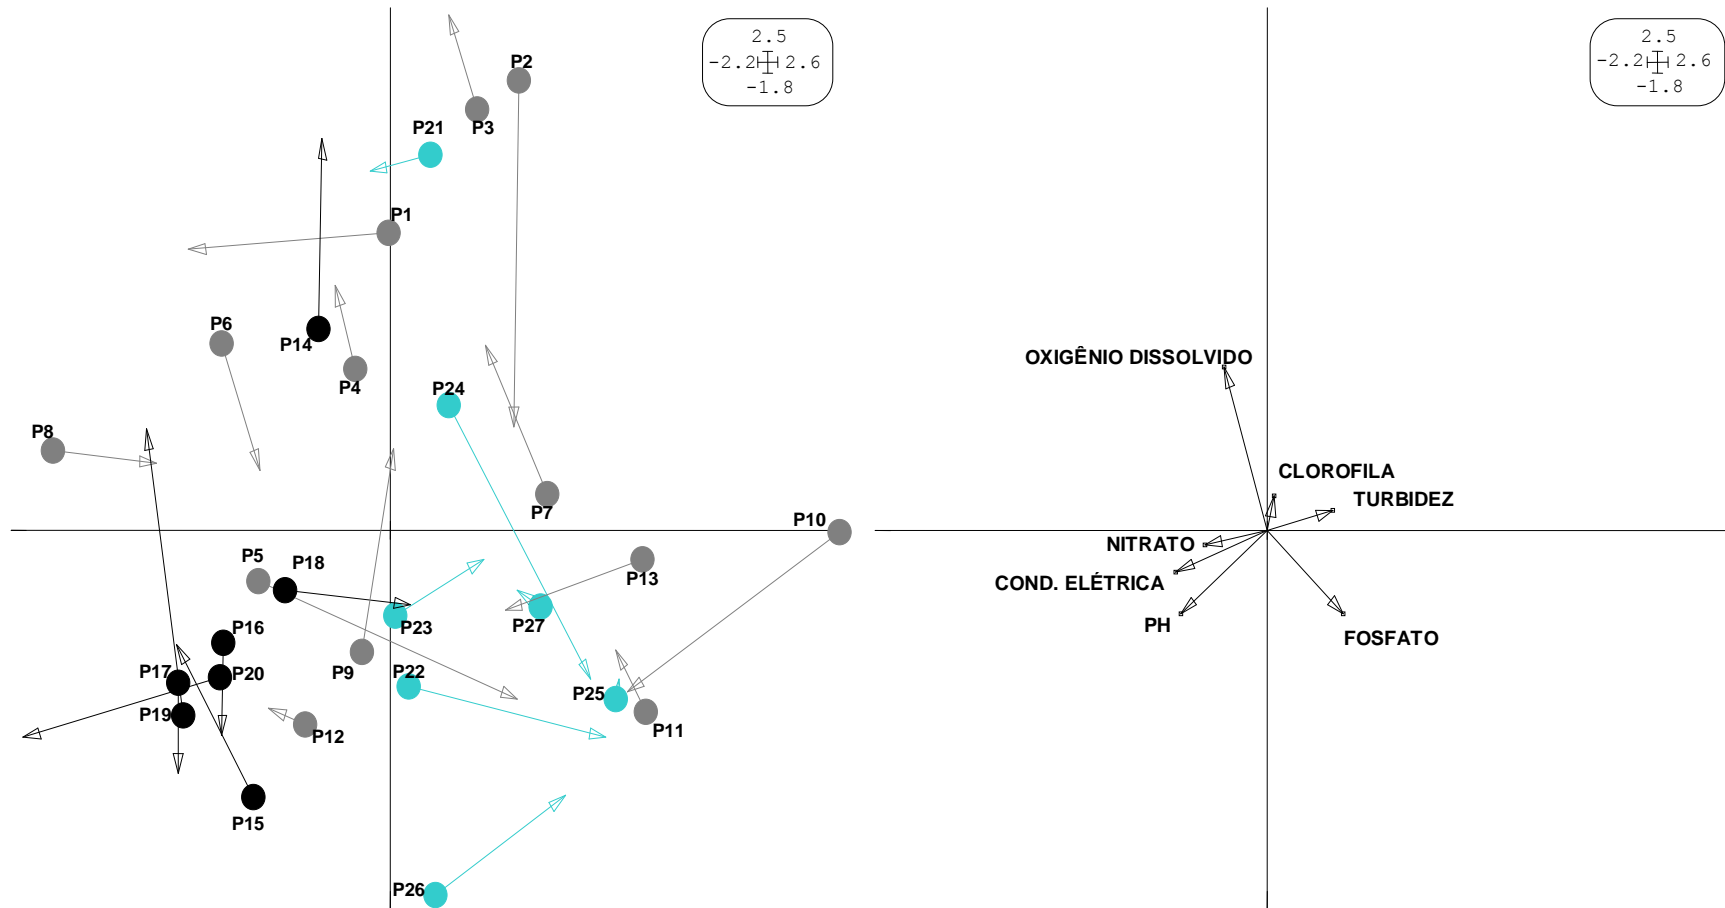 2.5
-2.2 2.6
-1.8
2.5
-2.2 2.6
-1.8
P2
P3
P21
P1
P6
P14
P4
P24
P8
P7
P10
P5
P18
P13
P16
P23
P27
P9
P17
P20
P22
P25
P19
P12
P11
P15
P26
OXIGÊNIO DISSOLVIDO
CLOROFILA
TURBIDEZ
NITRATO
COND. ELÉTRICA
PH
FOSFATO